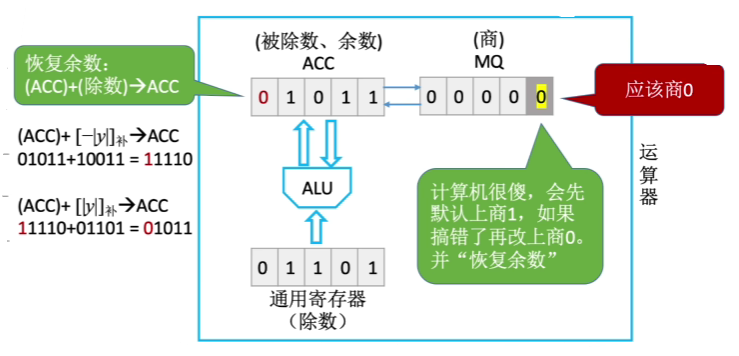 恢复余数：
(ACC)+(除数)→ACC
(ACC)+ [−|y|]补→ACC
01011+10011 = 11110
(ACC)+ [|y|]补→ACC
11110+01101 = 01011
(被除数、余数)
ACC
0 1 0 1 1
(商)
MQ
0 0 0 0 0
应该商0
ALU
计算机很傻，会先
默认上商1，如果
搞错了再改上商0。
并“恢复余数”
0 1 1 0 1
通用寄存器
（除数）
运
算
器